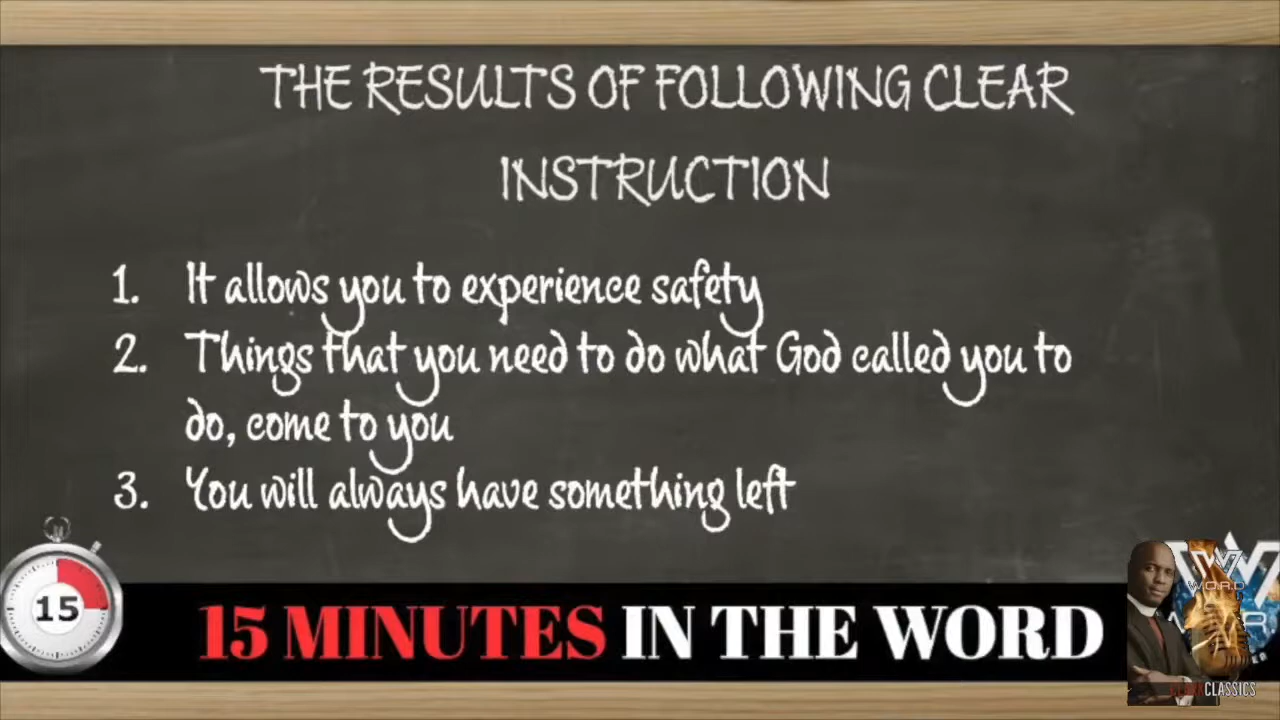 THE RESULTS OF FOLLOWING CLEAR
INSTRUCTION
1. It allows you to experience safety
2. Things that you need to do what God called you to
do, come to you
3. You will always have something left
15
15 MINUTES IN THE WORD
W.O.R.D
CLASSICS